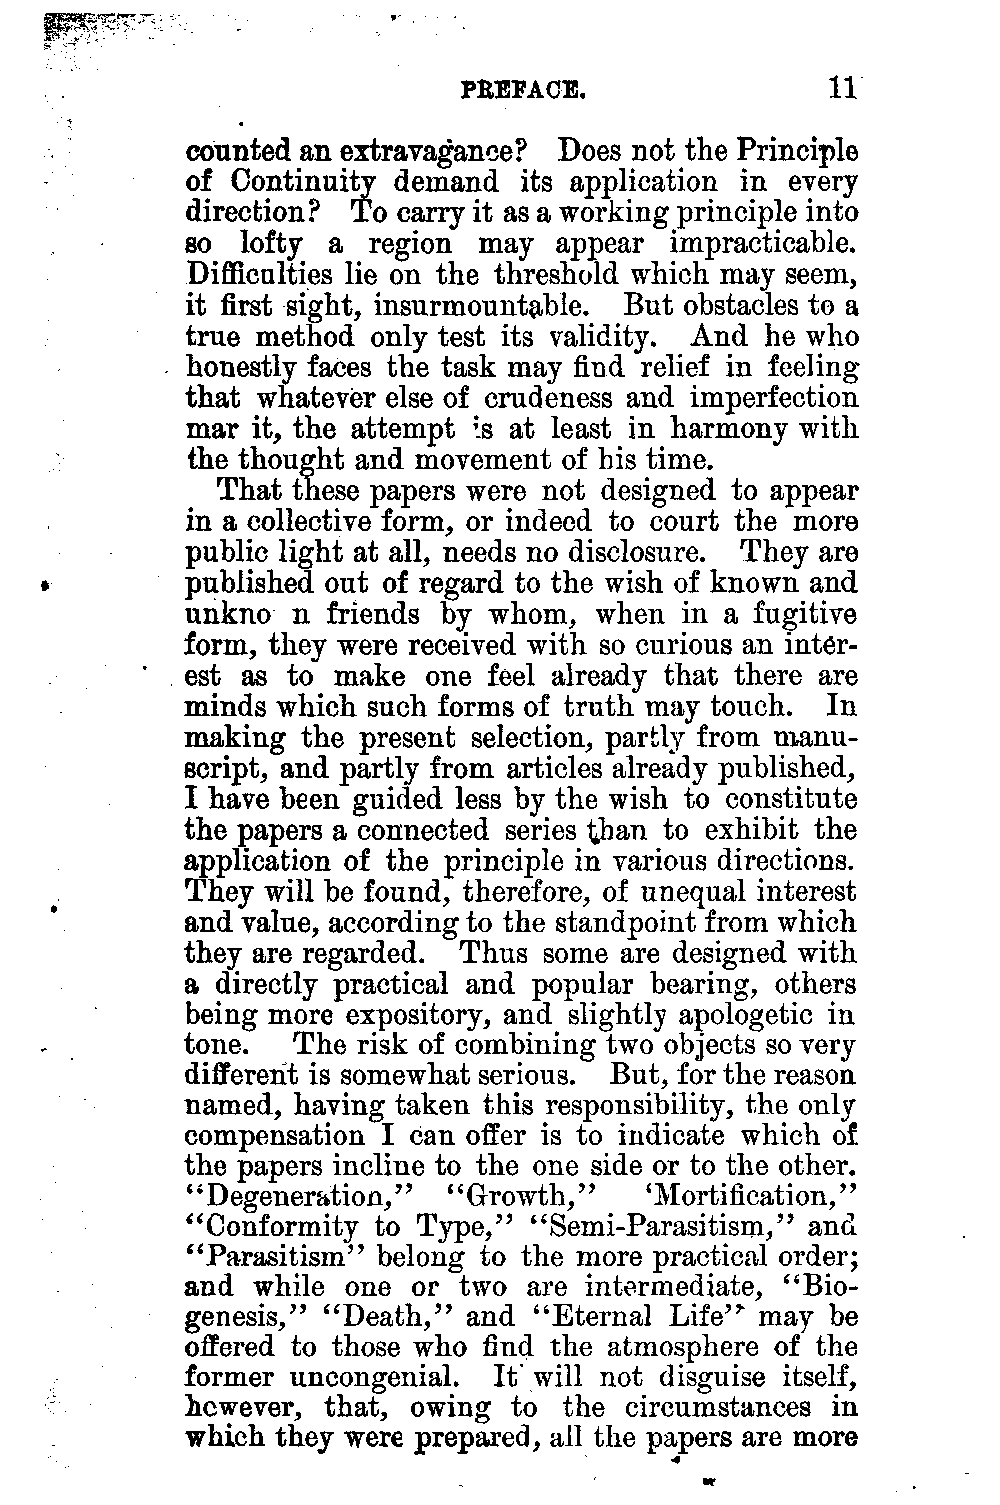 PREFACE. 11
counted an extravagance? Does not the Principle
of Continuity demand its application in every
direction? To carry it as a working principle into
so lofty a region may appear impracticable.
Difficulties lie on the threshold which may seem,
it first sight, insurmountable. But obstacles to a
true method only test its validity. And he who
honestly faces the task may find relief in feeling
that whatever else of crudeness and imperfection
mar it, the attempt is at least in harmony with
the thought and movement of his time.
That these papers were not designed to appear
in a collective form, or indeed to court the more
public light at all, needs no disclosure. They are
published out of regard to the wish of known and
unkno n friends by whom, when in a fugitive
form, they were received with so curious an inter-
est as to make one feel already that there are
minds which such forms of truth may touch. In
making the present selection, partly from manu-
script, and partly from articles already published,
I have been guided less by the wish to constitute
the papers a connected series than to exhibit the
application of the principle in various directions.
They will be found, therefore, of unequal interest
and value, according to the standpoint from which
they are regarded. Thus some are designed with
a directly practical and popular bearing, others
being more expository, and slightly apologetic in
tone. The risk of combining two objects so very
different is somewhat serious. But, for the reason
named, having taken this responsibility, the only
compensation I can offer is to indicate which of
the papers incline to the one side or to the other.
"Degeneration," "Growth," 'Mortification,"
"Conformity to Type," "Semi-Parasitism," and
"Parasitism" belong to the more practical order;
and while one or two are intermediate, "Bio-
genesis," "Death," and "Eternal Life" may be
offered to those who find the atmosphere of the
former uncongenial. It will not disguise itself,
however, that, owing to the circumstances in
which they were prepared, all the papers are more